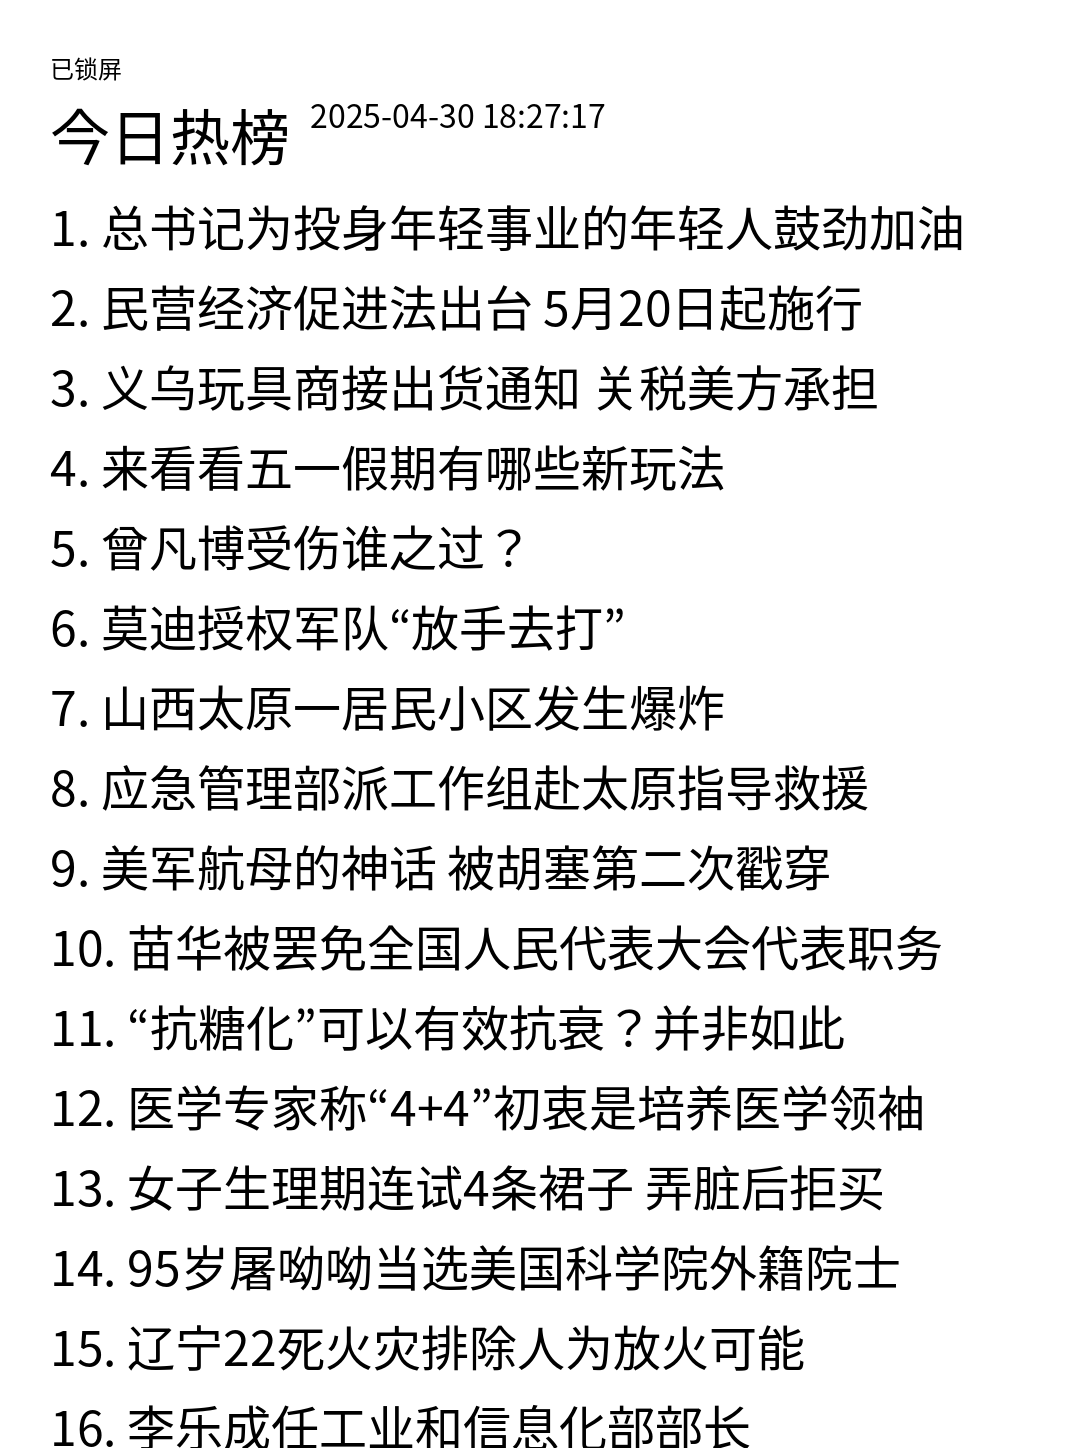 已锁屏
今日热榜 2025-04-30 18:27:17
1. 总书记为投身年轻事业的年轻人鼓劲加油
2. 民营经济促进法出台 5月20日起施行
3. 义乌玩具商接出货通知 关税美方承担
4. 来看看五一假期有哪些新玩法
5. 曾凡博受伤谁之过？
6. 莫迪授权军队“放手去打”
7. 山西太原一居民小区发生爆炸
8. 应急管理部派工作组赴太原指导救援
9. 美军航母的神话 被胡塞第二次戳穿
10. 苗华被罢免全国人民代表大会代表职务
11. “抗糖化”可以有效抗衰？并非如此
12. 医学专家称“4+4”初衷是培养医学领袖
13. 女子生理期连试4条裙子 弄脏后拒买
14. 95岁屠呦呦当选美国科学院外籍院士
15. 辽宁22死火灾排除人为放火可能
16. 李乐成任工业和信息化部部长